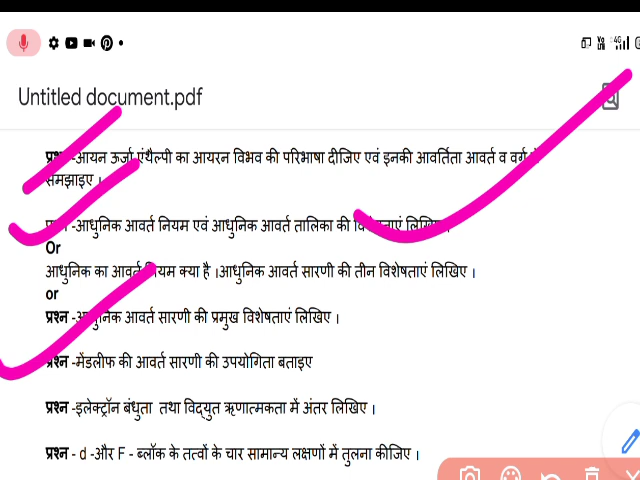 Untitled document.pdf
प्रश्न -आयन ऊर्जा एंथैल्पी का आयरन विभव की परिभाषा दीजिए एवं इनकी आवर्तिता आवर्त व वर्ग
समझाइए ।
-आधुनिक आवर्त नियम एवं आधुनिक आवर्त तालिका की विशेषताएं लिखिए ।
Or
आधुनिक का आवर्त नियम क्या है ।आधुनिक आवर्त सारणी की तीन विशेषताएं लिखिए ।
or
प्रश्न -आधुनिक आवर्त सारणी की प्रमुख विशेषताएं लिखिए ।
प्रश्न -मेंडलीफ की आवर्त सारणी की उपयोगिता बताइए
प्रश्न -इलेक्ट्रॉन बंधुता तथा विद्युत ऋणात्मकता में अंतर लिखिए ।
प्रश्न - d -और F - ब्लॉक के तत्वों के चार सामान्य लक्षणों में तुलना कीजिए ।